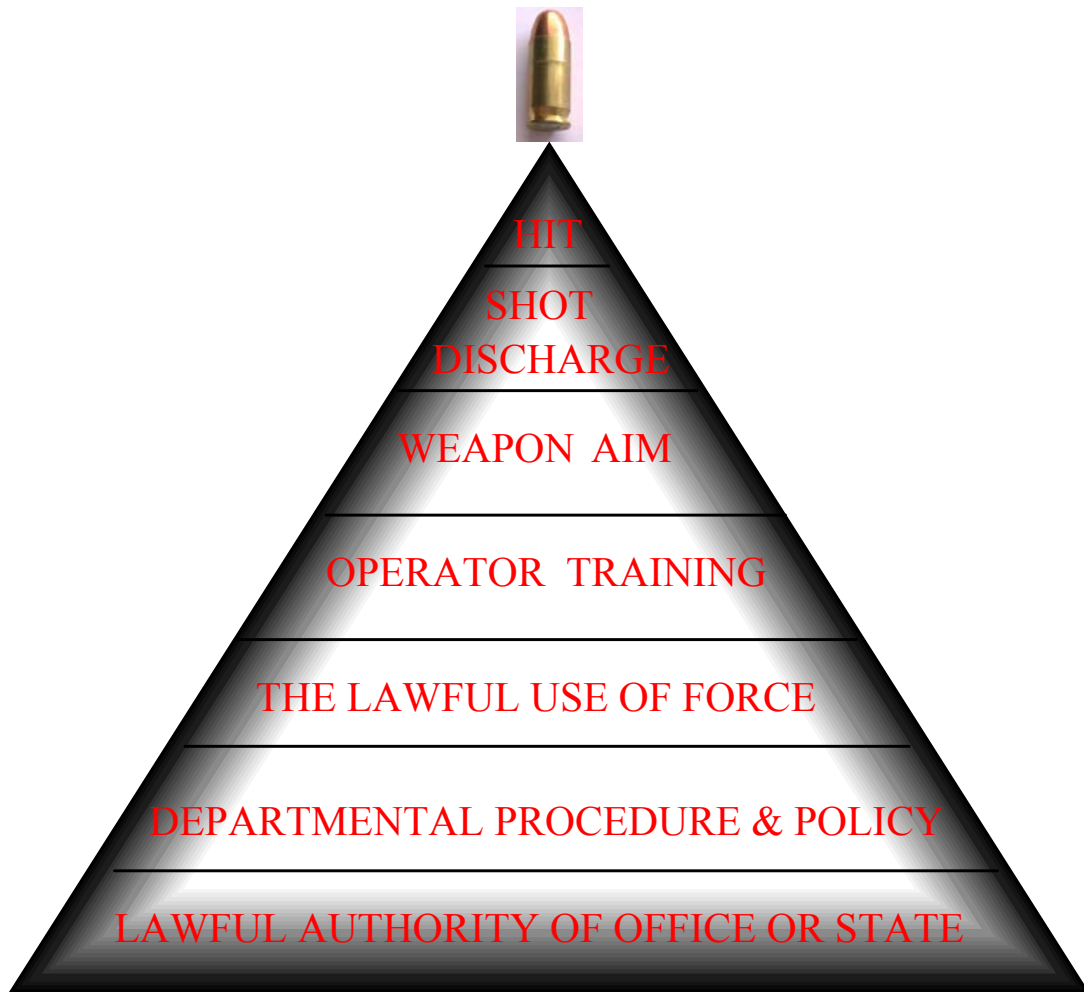 HIT
SHOT
DISCHARGE
WEAPON AIM
OPERATOR TRAINING
THE LAWFUL USE OF FORCE
DEPARTMENTAL PROCEDURE & POLICY
LAWFUL AUTHORITY OF OFFICE OR STATE